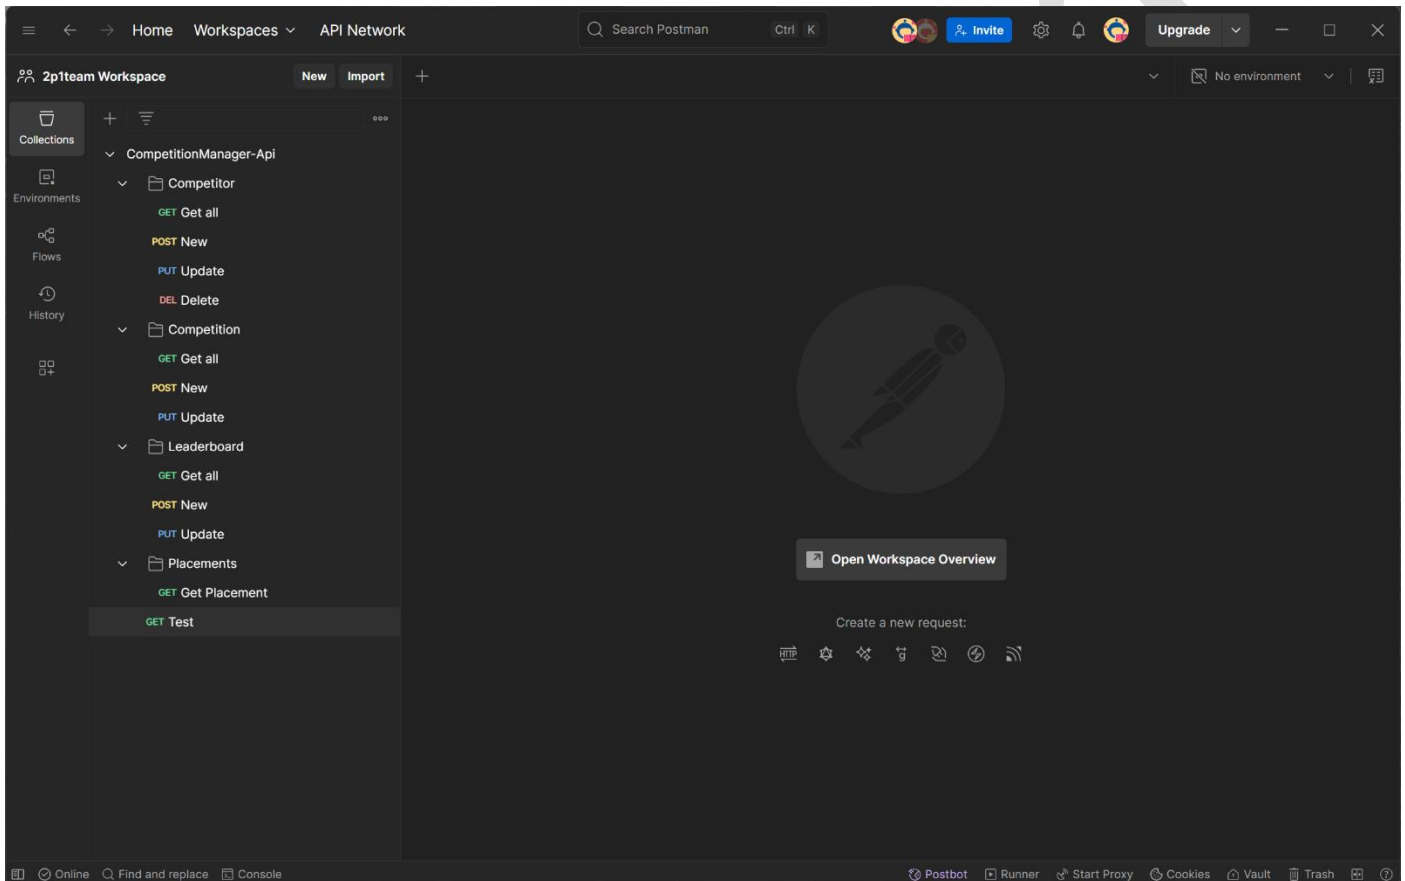 Home Workspaces API Network Search Postman Ctrl K Invite Upgrade
2p1team Workspace New Import No environment
Collections
CompetitionManager-Api
Competitor
Environments
GET Get all
POST New
Flows
PUT Update
DEL Delete
History
Competition
GET Get all
POST New
PUT Update
Leaderboard
GET Get all
POST New
PUT Update
Placements
Open Workspace Overview
GET Get Placement
GET Test
Create a new request:
HTTP
Online Find and replace Console Postbot Runner Start Proxy Cookies Vault Trash